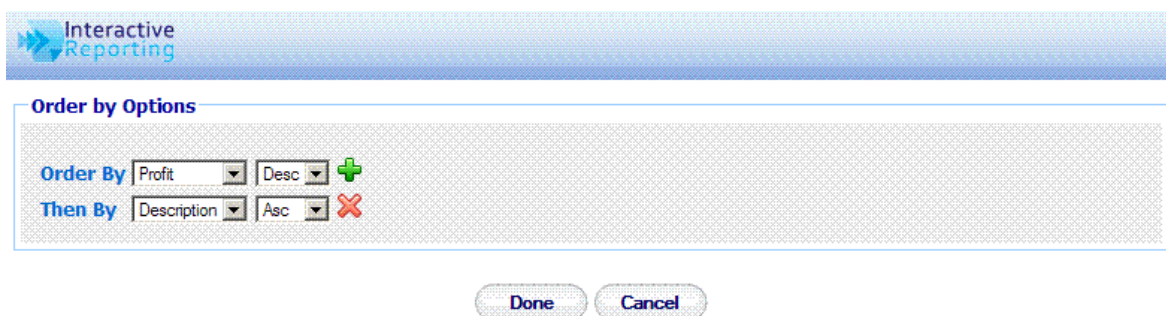 Interactive
Reporting
Order by Options
Order By Profit Desc
Then By Description Asc
Done Cancel